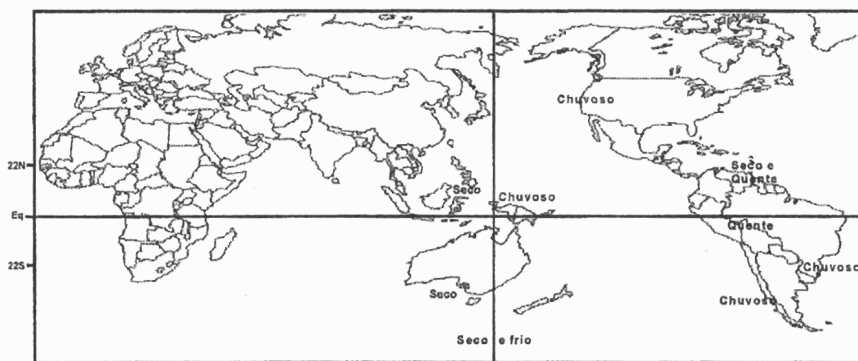 Chuvoso
22N
Seco e
Quente
Seco
Chuvoso
Eq
Quente
22S
Chuvoso
Seco
Chuvoso
Seco e frio